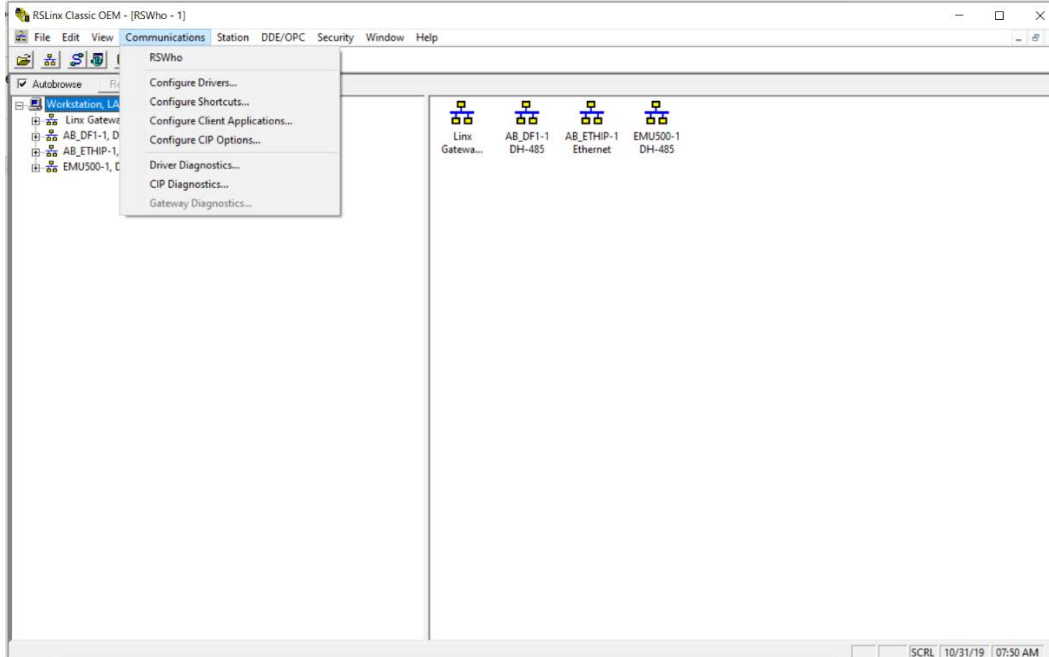 RSLinx Classic OEM - [RSWho - 1]
File Edit View Communications Station DDE/OPC Security Window Help
RSWho
Configure Drivers...
Configure Shortcuts...
Configure Client Applications...
Configure CIP Options...
Driver Diagnostics...
CIP Diagnostics...
Gateway Diagnostics...
Autobrowse
Workstation, LA
Linx Gatewa
AB_DF1-1, D
AB_ETHIP-1,
EMU500-1, D
Linx
Gatewa...
AB_DF1-1
DH-485
AB_ETHIP-1
Ethernet
EMU500-1
DH-485
SCRL 10/31/19 07:50 AM